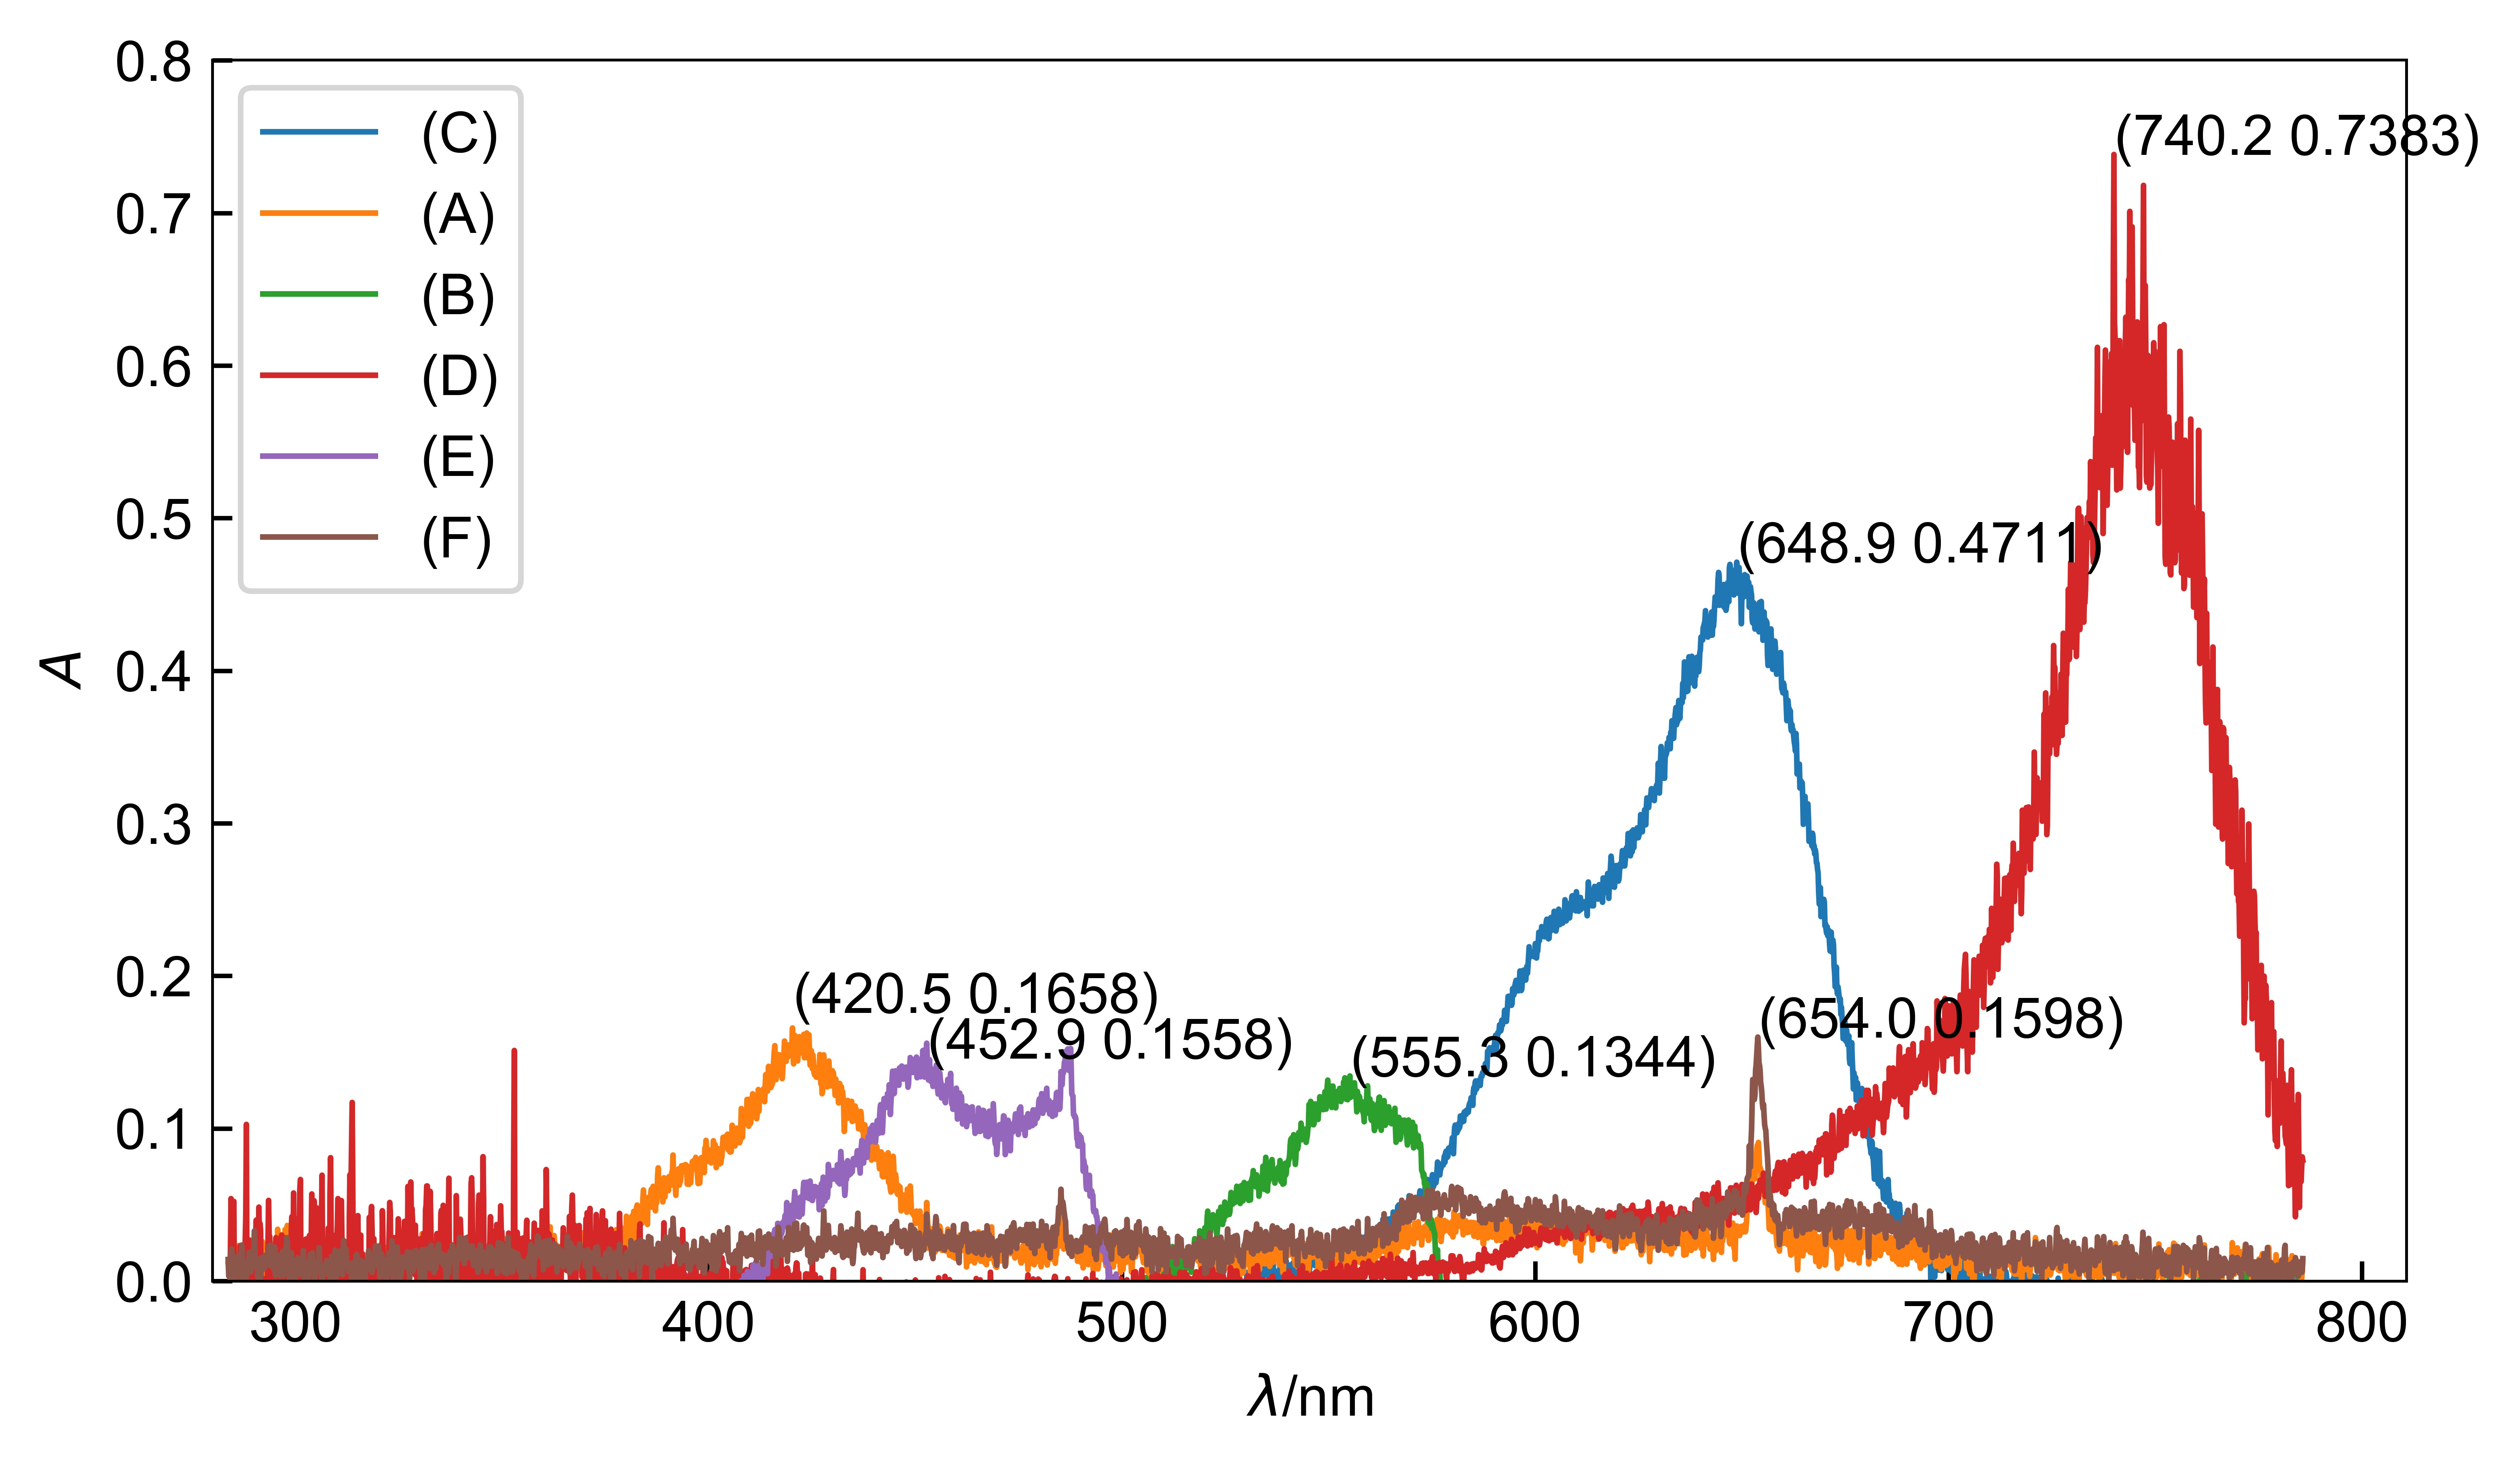 0.8
0.7
0.6
0.5
0.4
0.3
0.2
0.1
0.0
A
(C)
(A)
(B)
(D)
(E)
(F)
(740.2 0.7383)
(648.9 0.4711)
(420.5 0.1658)
(452.9 0.1558)
(555.3 0.1344)
(654.0 0.1598)
300 400 500 600 700 800
λ/nm